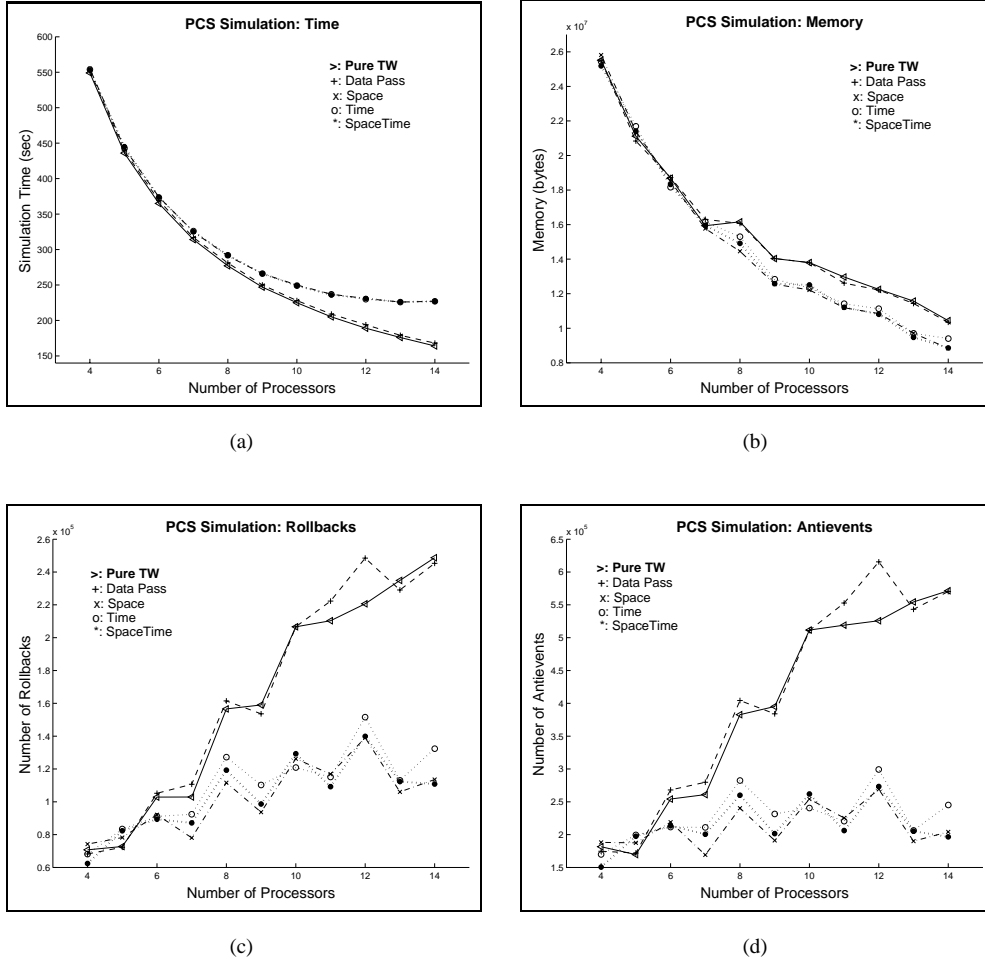 PCS Simulation: Time
600
550
500
450
400
350
300
250
200
150
4 6 8 10 12 14
Simulation Time (sec)
Number of Processors
>: Pure TW
+: Data Pass
x: Space
o: Time
*: SpaceTime
(a)
PCS Simulation: Memory
x 10^7
2.6
2.4
2.2
2
1.8
1.6
1.4
1.2
1
0.8
4 6 8 10 12 14
Memory (bytes)
Number of Processors
>: Pure TW
+: Data Pass
x: Space
o: Time
*: SpaceTime
(b)
PCS Simulation: Rollbacks
x 10^5
2.6
2.4
2.2
2
1.8
1.6
1.4
1.2
1
0.8
0.6
4 6 8 10 12 14
Number of Rollbacks
Number of Processors
>: Pure TW
+: Data Pass
x: Space
o: Time
*: SpaceTime
(c)
PCS Simulation: Antievents
x 10^5
6.5
6
5.5
5
4.5
4
3.5
3
2.5
2
1.5
4 6 8 10 12 14
Number of Antievents
Number of Processors
>: Pure TW
+: Data Pass
x: Space
o: Time
*: SpaceTime
(d)